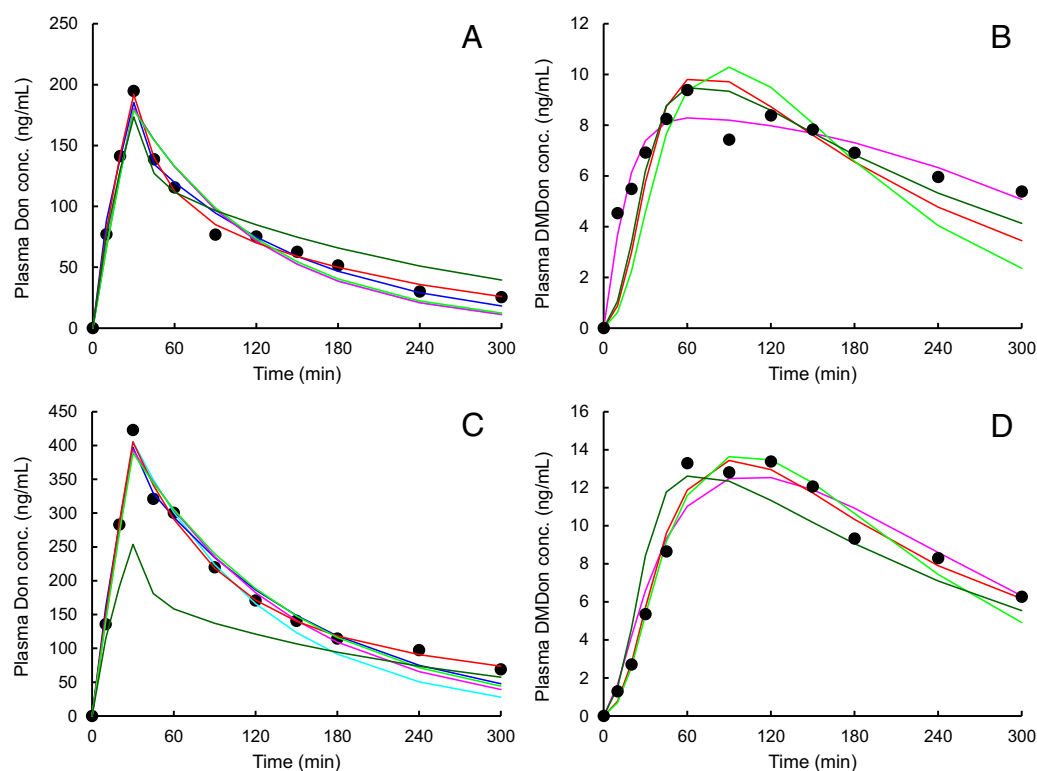 A
Plasma Don conc. (ng/mL)
250
200
150
100
50
0
0 60 120 180 240 300
Time (min)
B
Plasma DMDon conc. (ng/mL)
12
10
8
6
4
2
0
0 60 120 180 240 300
Time (min)
C
Plasma Don conc. (ng/mL)
450
400
350
300
250
200
150
100
50
0
0 60 120 180 240 300
Time (min)
D
Plasma DMDon conc. (ng/mL)
16
14
12
10
8
6
4
2
0
0 60 120 180 240 300
Time (min)